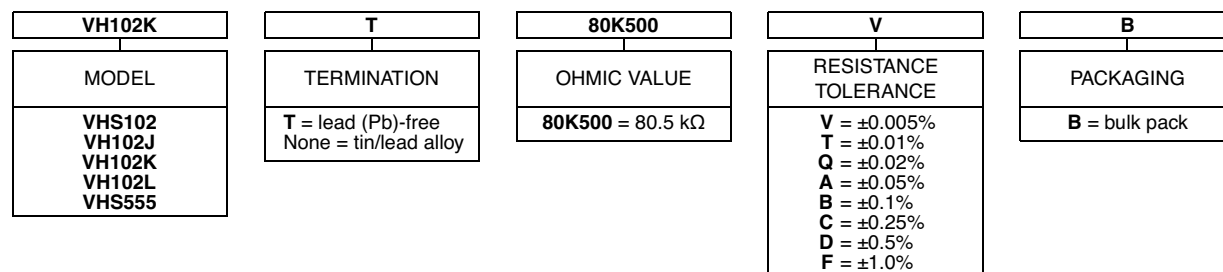 VH102K
T
80K500
V
B
MODEL
TERMINATION
OHMIC VALUE
RESISTANCE
TOLERANCE
PACKAGING
VHS102
VH102J
VH102K
VH102L
VHS555
T = lead (Pb)-free
None = tin/lead alloy
80K500 = 80.5 kΩ
V = ±0.005%
T = ±0.01%
Q = ±0.02%
A = ±0.05%
B = ±0.1%
C = ±0.25%
D = ±0.5%
F = ±1.0%
B = bulk pack